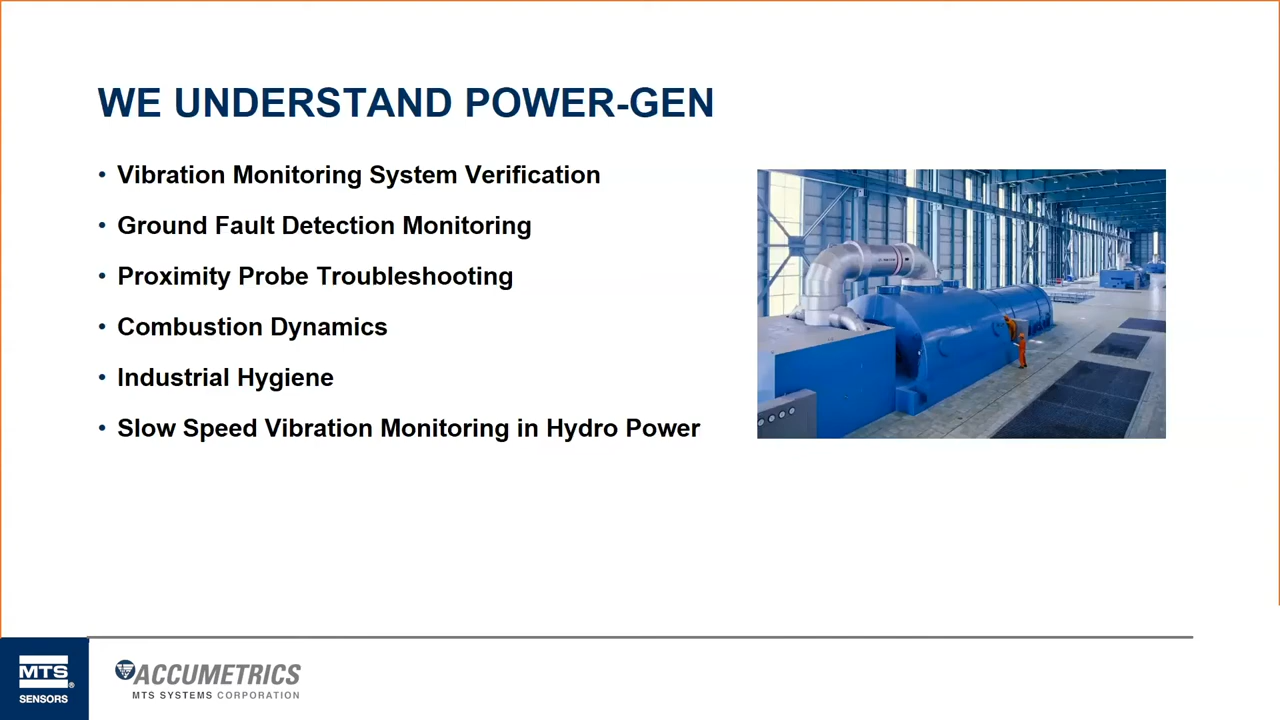 WE UNDERSTAND POWER-GEN
• Vibration Monitoring System Verification
• Ground Fault Detection Monitoring
• Proximity Probe Troubleshooting
• Combustion Dynamics
• Industrial Hygiene
• Slow Speed Vibration Monitoring in Hydro Power
MTS®
SENSORS
ACCUMETRICS
MTS SYSTEMS CORPORATION